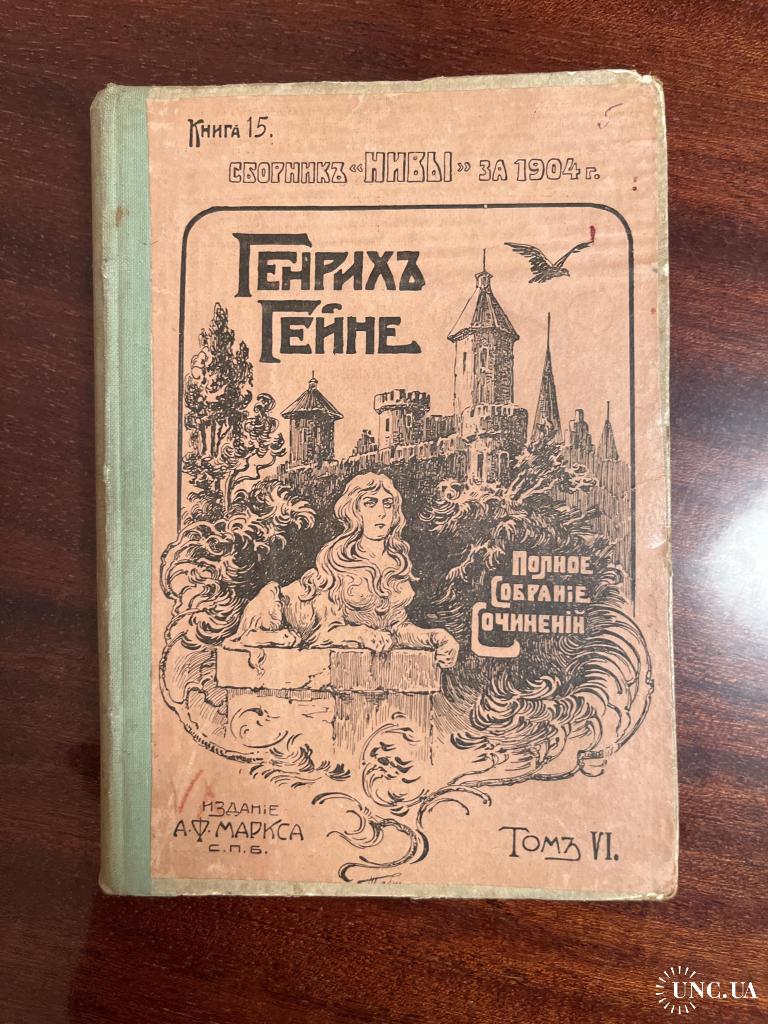 Книга 15.
СБОРНИКЪ «НИВЫ» ЗА 1904 г.
ГЕНРИХЪ
ГЕЙНЕ
ПОЛНОЕ
СОБРАНІЕ
СОЧИНЕНІЙ
ИЗДАНІЕ
А.Ф. МАРКСА
С.П.Б.
ТОМЪ VI.
UNC.UA